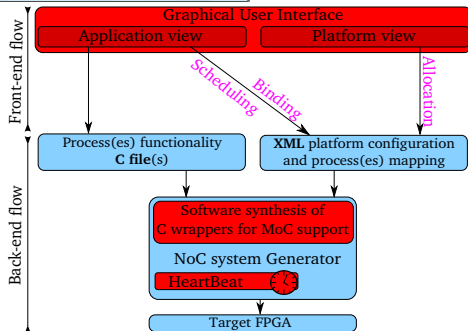 Graphical User Interface
Application view
Platform view
Front-end flow
Scheduling
Binding
Allocation
Process(es) functionality
C file(s)
XML platform configuration
and process(es) mapping
Back-end flow
Software synthesis of
C wrappers for MoC support
NoC system Generator
HeartBeat
Target FPGA